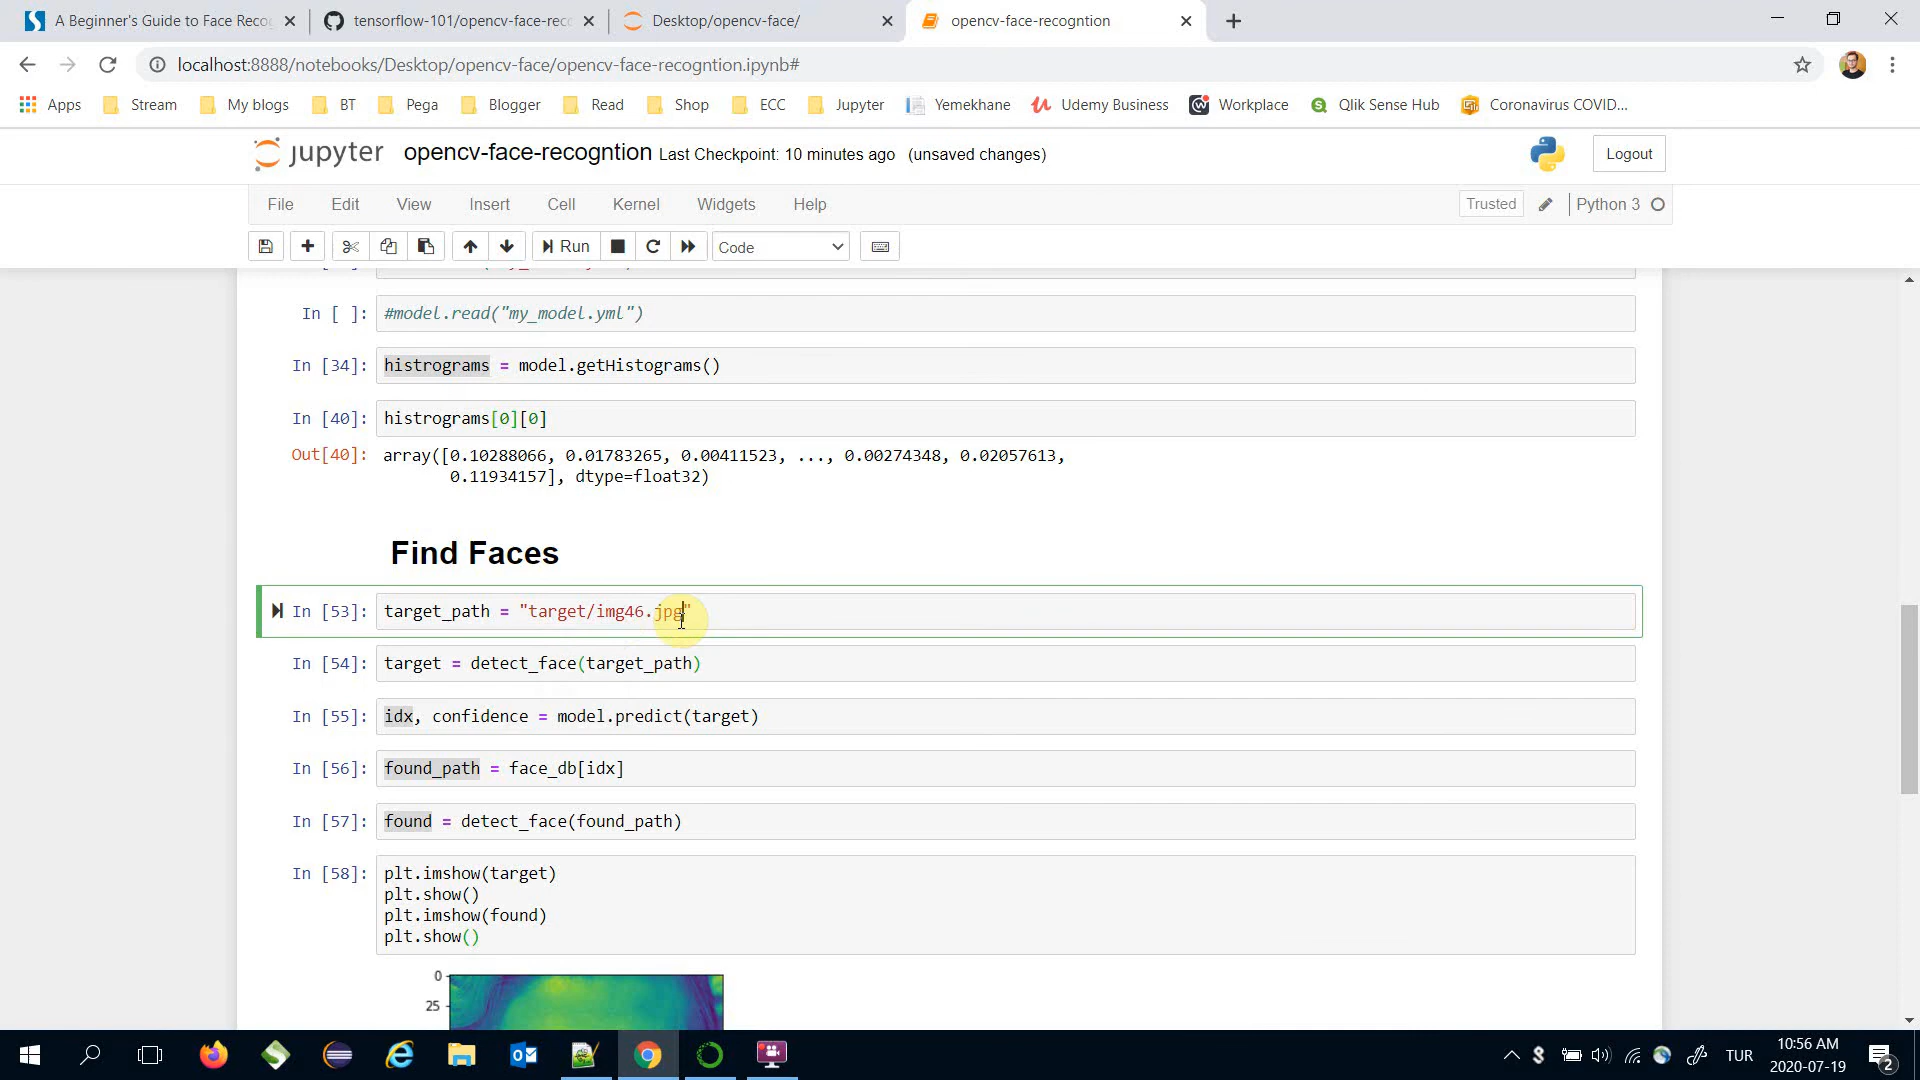 A Beginner's Guide to Face Reco
tensorflow-101/opencv-face-reco
Desktop/opencv-face/
opencv-face-recogntion
localhost:8888/notebooks/Desktop/opencv-face/opencv-face-recogntion.ipynb#
Apps Stream My blogs BT Pega Blogger Read Shop ECC Jupyter Yemekhane Udemy Business Workplace Qlik Sense Hub Coronavirus COVID...
jupyter opencv-face-recogntion Last Checkpoint: 10 minutes ago (unsaved changes) Logout
File Edit View Insert Cell Kernel Widgets Help Trusted Python 3
Run Code
In [ ]: #model.read("my_model.yml")
In [34]: histrograms = model.getHistograms()
In [40]: histrograms[0][0]
Out[40]: array([0.10288066, 0.01783265, 0.00411523, ..., 0.00274348, 0.02057613,
0.11934157], dtype=float32)
Find Faces
In [53]: target_path = "target/img46.jpg"
In [54]: target = detect_face(target_path)
In [55]: idx, confidence = model.predict(target)
In [56]: found_path = face_db[idx]
In [57]: found = detect_face(found_path)
In [58]: plt.imshow(target)
plt.show()
plt.imshow(found)
plt.show()
0
25
TUR
10:56 AM
2020-07-19
2